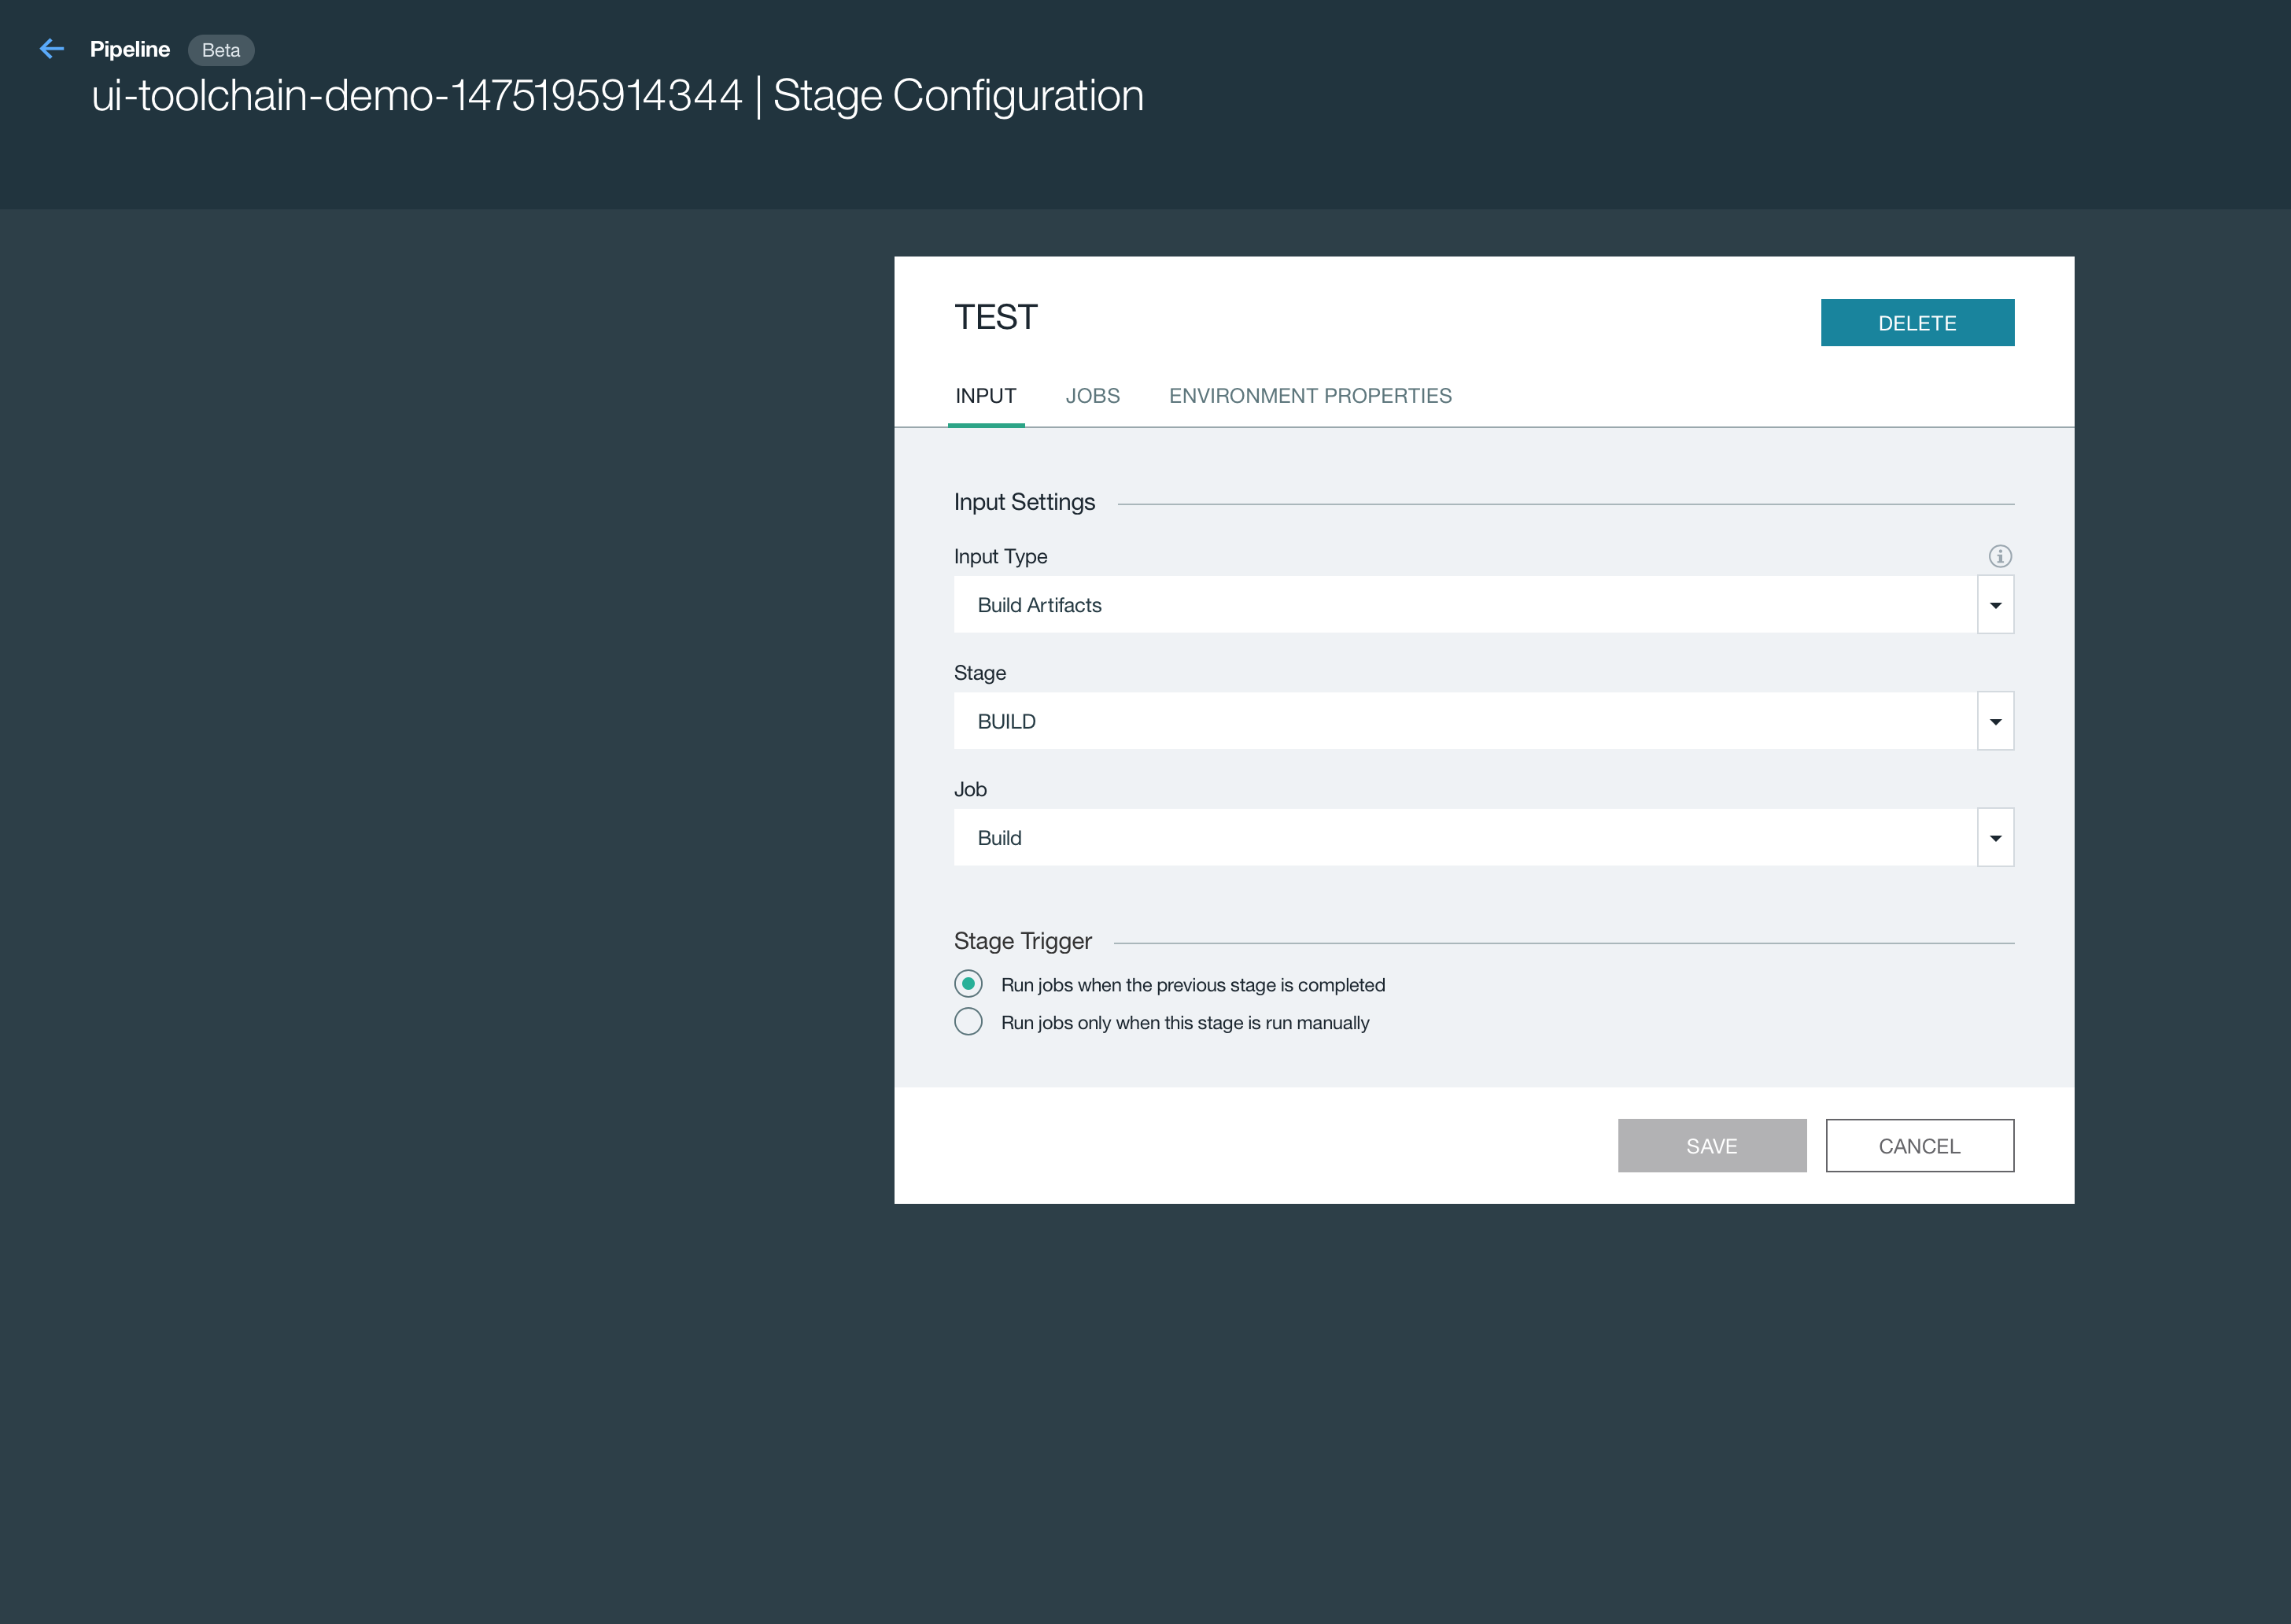 Pipeline Beta
ui-toolchain-demo-1475195914344 | Stage Configuration
TEST
DELETE
INPUT JOBS ENVIRONMENT PROPERTIES
Input Settings
Input Type
Build Artifacts
Stage
BUILD
Job
Build
Stage Trigger
Run jobs when the previous stage is completed
Run jobs only when this stage is run manually
SAVE CANCEL